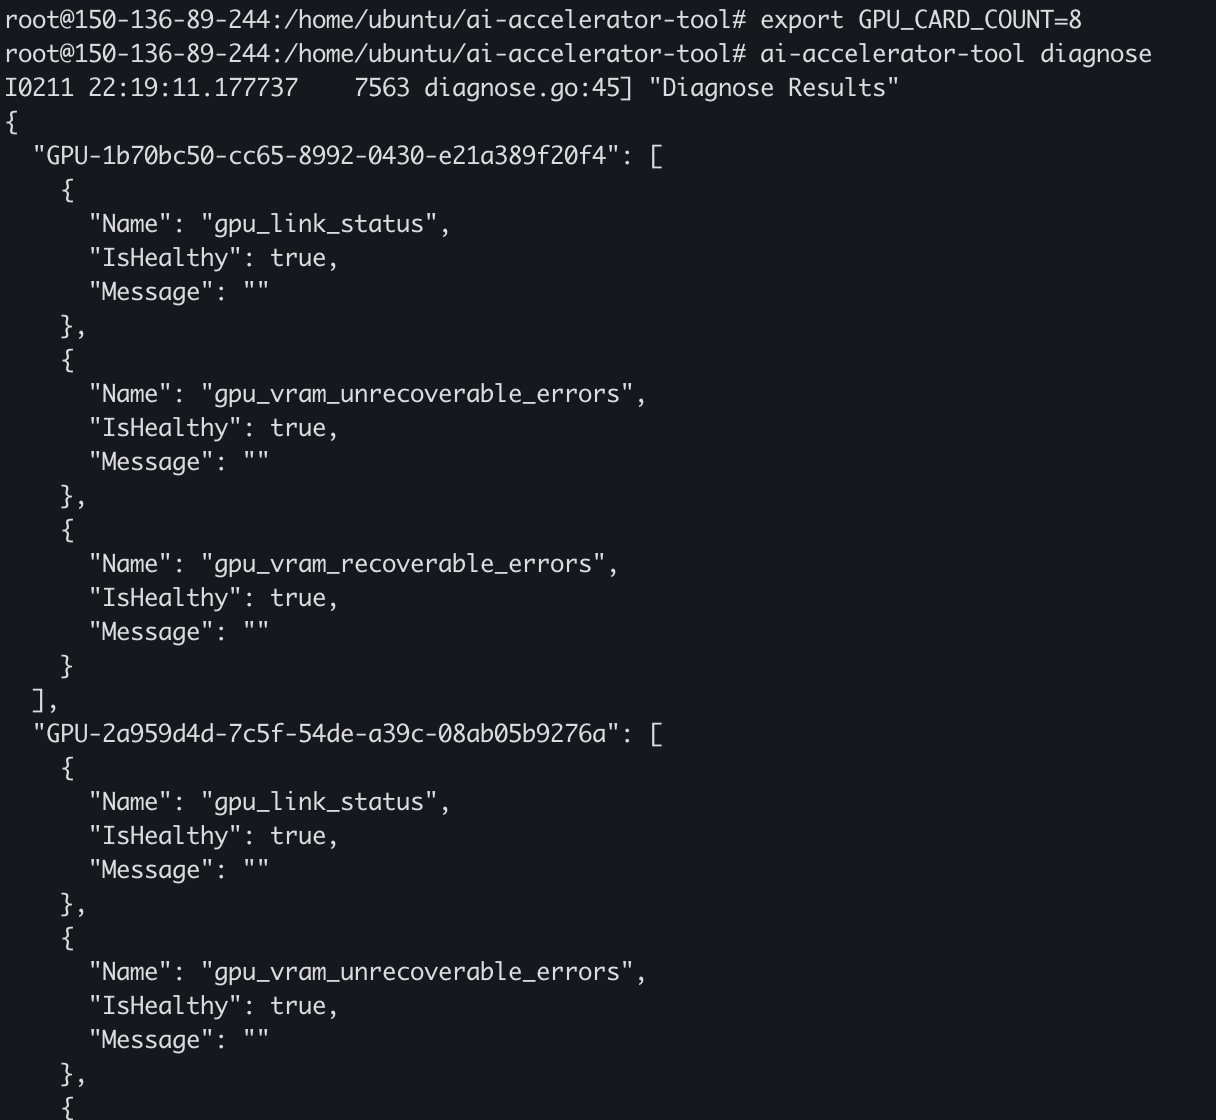 root@150-136-89-244:/home/ubuntu/ai-accelerator-tool# export GPU_CARD_COUNT=8
root@150-136-89-244:/home/ubuntu/ai-accelerator-tool# ai-accelerator-tool diagnose
I0211 22:19:11.177737    7563 diagnose.go:45] "Diagnose Results"
{
  "GPU-1b70bc50-cc65-8992-0430-e21a389f20f4": [
    {
      "Name": "gpu_link_status",
      "IsHealthy": true,
      "Message": ""
    },
    {
      "Name": "gpu_vram_unrecoverable_errors",
      "IsHealthy": true,
      "Message": ""
    },
    {
      "Name": "gpu_vram_recoverable_errors",
      "IsHealthy": true,
      "Message": ""
    }
  ],
  "GPU-2a959d4d-7c5f-54de-a39c-08ab05b9276a": [
    {
      "Name": "gpu_link_status",
      "IsHealthy": true,
      "Message": ""
    },
    {
      "Name": "gpu_vram_unrecoverable_errors",
      "IsHealthy": true,
      "Message": ""
    },
    {